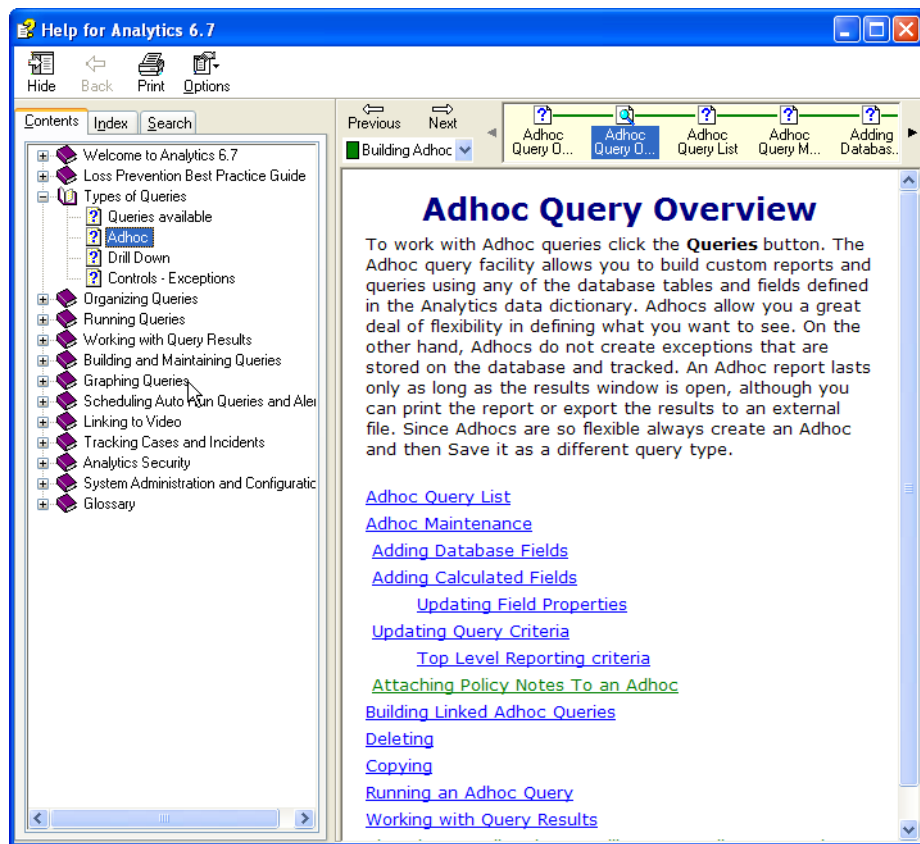 Help for Analytics 6.7
Hide Back Print Options
Contents Index Search
Welcome to Analytics 6.7
Loss Prevention Best Practice Guide
Types of Queries
Queries available
Adhoc
Drill Down
Controls - Exceptions
Organizing Queries
Running Queries
Working with Query Results
Building and Maintaining Queries
Graphing Queries
Scheduling Auto Run Queries and Aler
Linking to Video
Tracking Cases and Incidents
Analytics Security
System Administration and Configuratic
Glossary
Previous Next
Building Adhoc
Adhoc Query O...
Adhoc Query O...
Adhoc Query List
Adhoc Query M...
Adding Databas..
Adhoc Query Overview
To work with Adhoc queries click the Queries button. The
Adhoc query facility allows you to build custom reports and
queries using any of the database tables and fields defined
in the Analytics data dictionary. Adhocs allow you a great
deal of flexibility in defining what you want to see. On the
other hand, Adhocs do not create exceptions that are
stored on the database and tracked. An Adhoc report lasts
only as long as the results window is open, although you
can print the report or export the results to an external
file. Since Adhocs are so flexible always create an Adhoc
and then Save it as a different query type.
Adhoc Query List
Adhoc Maintenance
Adding Database Fields
Adding Calculated Fields
Updating Field Properties
Updating Query Criteria
Top Level Reporting criteria
Attaching Policy Notes To an Adhoc
Building Linked Adhoc Queries
Deleting
Copying
Running an Adhoc Query
Working with Query Results